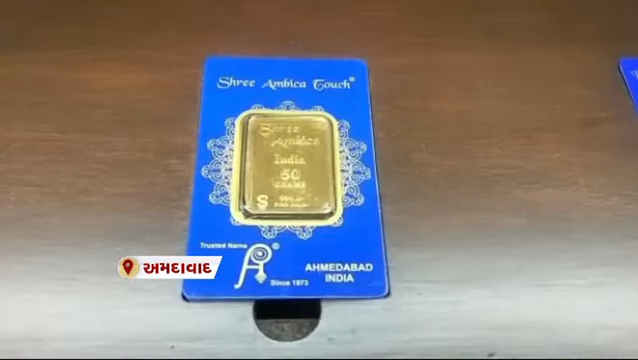 Shree Ambica Touch®
Shree
Ambica
India
50
GRAMS
Trusted Name
®
Since 1973
AHMEDABAD
INDIA
અમદાવાદ